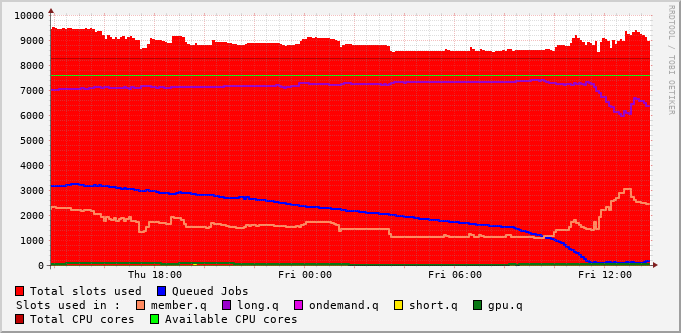 10000
9000
8000
7000
6000
5000
4000
3000
2000
1000
0
Thu 18:00 Fri 00:00 Fri 06:00 Fri 12:00
RRDTOOL / TOBI OETIKER
Total slots used Queued Jobs
Slots used in : member.q long.q ondemand.q short.q gpu.q
Total CPU cores Available CPU cores